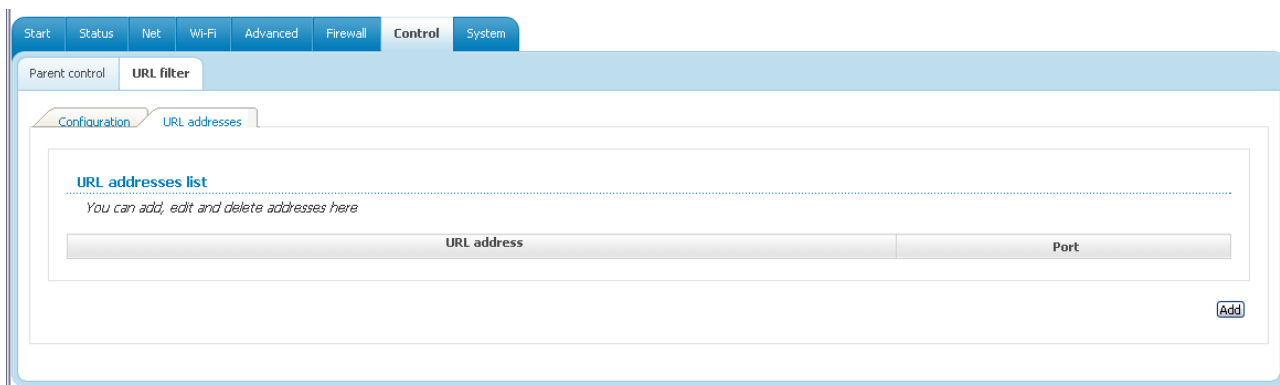 Start Status Net Wi-Fi Advanced Firewall Control System
Parent control URL filter
Configuration URL addresses
URL addresses list
You can add, edit and delete addresses here
URL address Port
Add